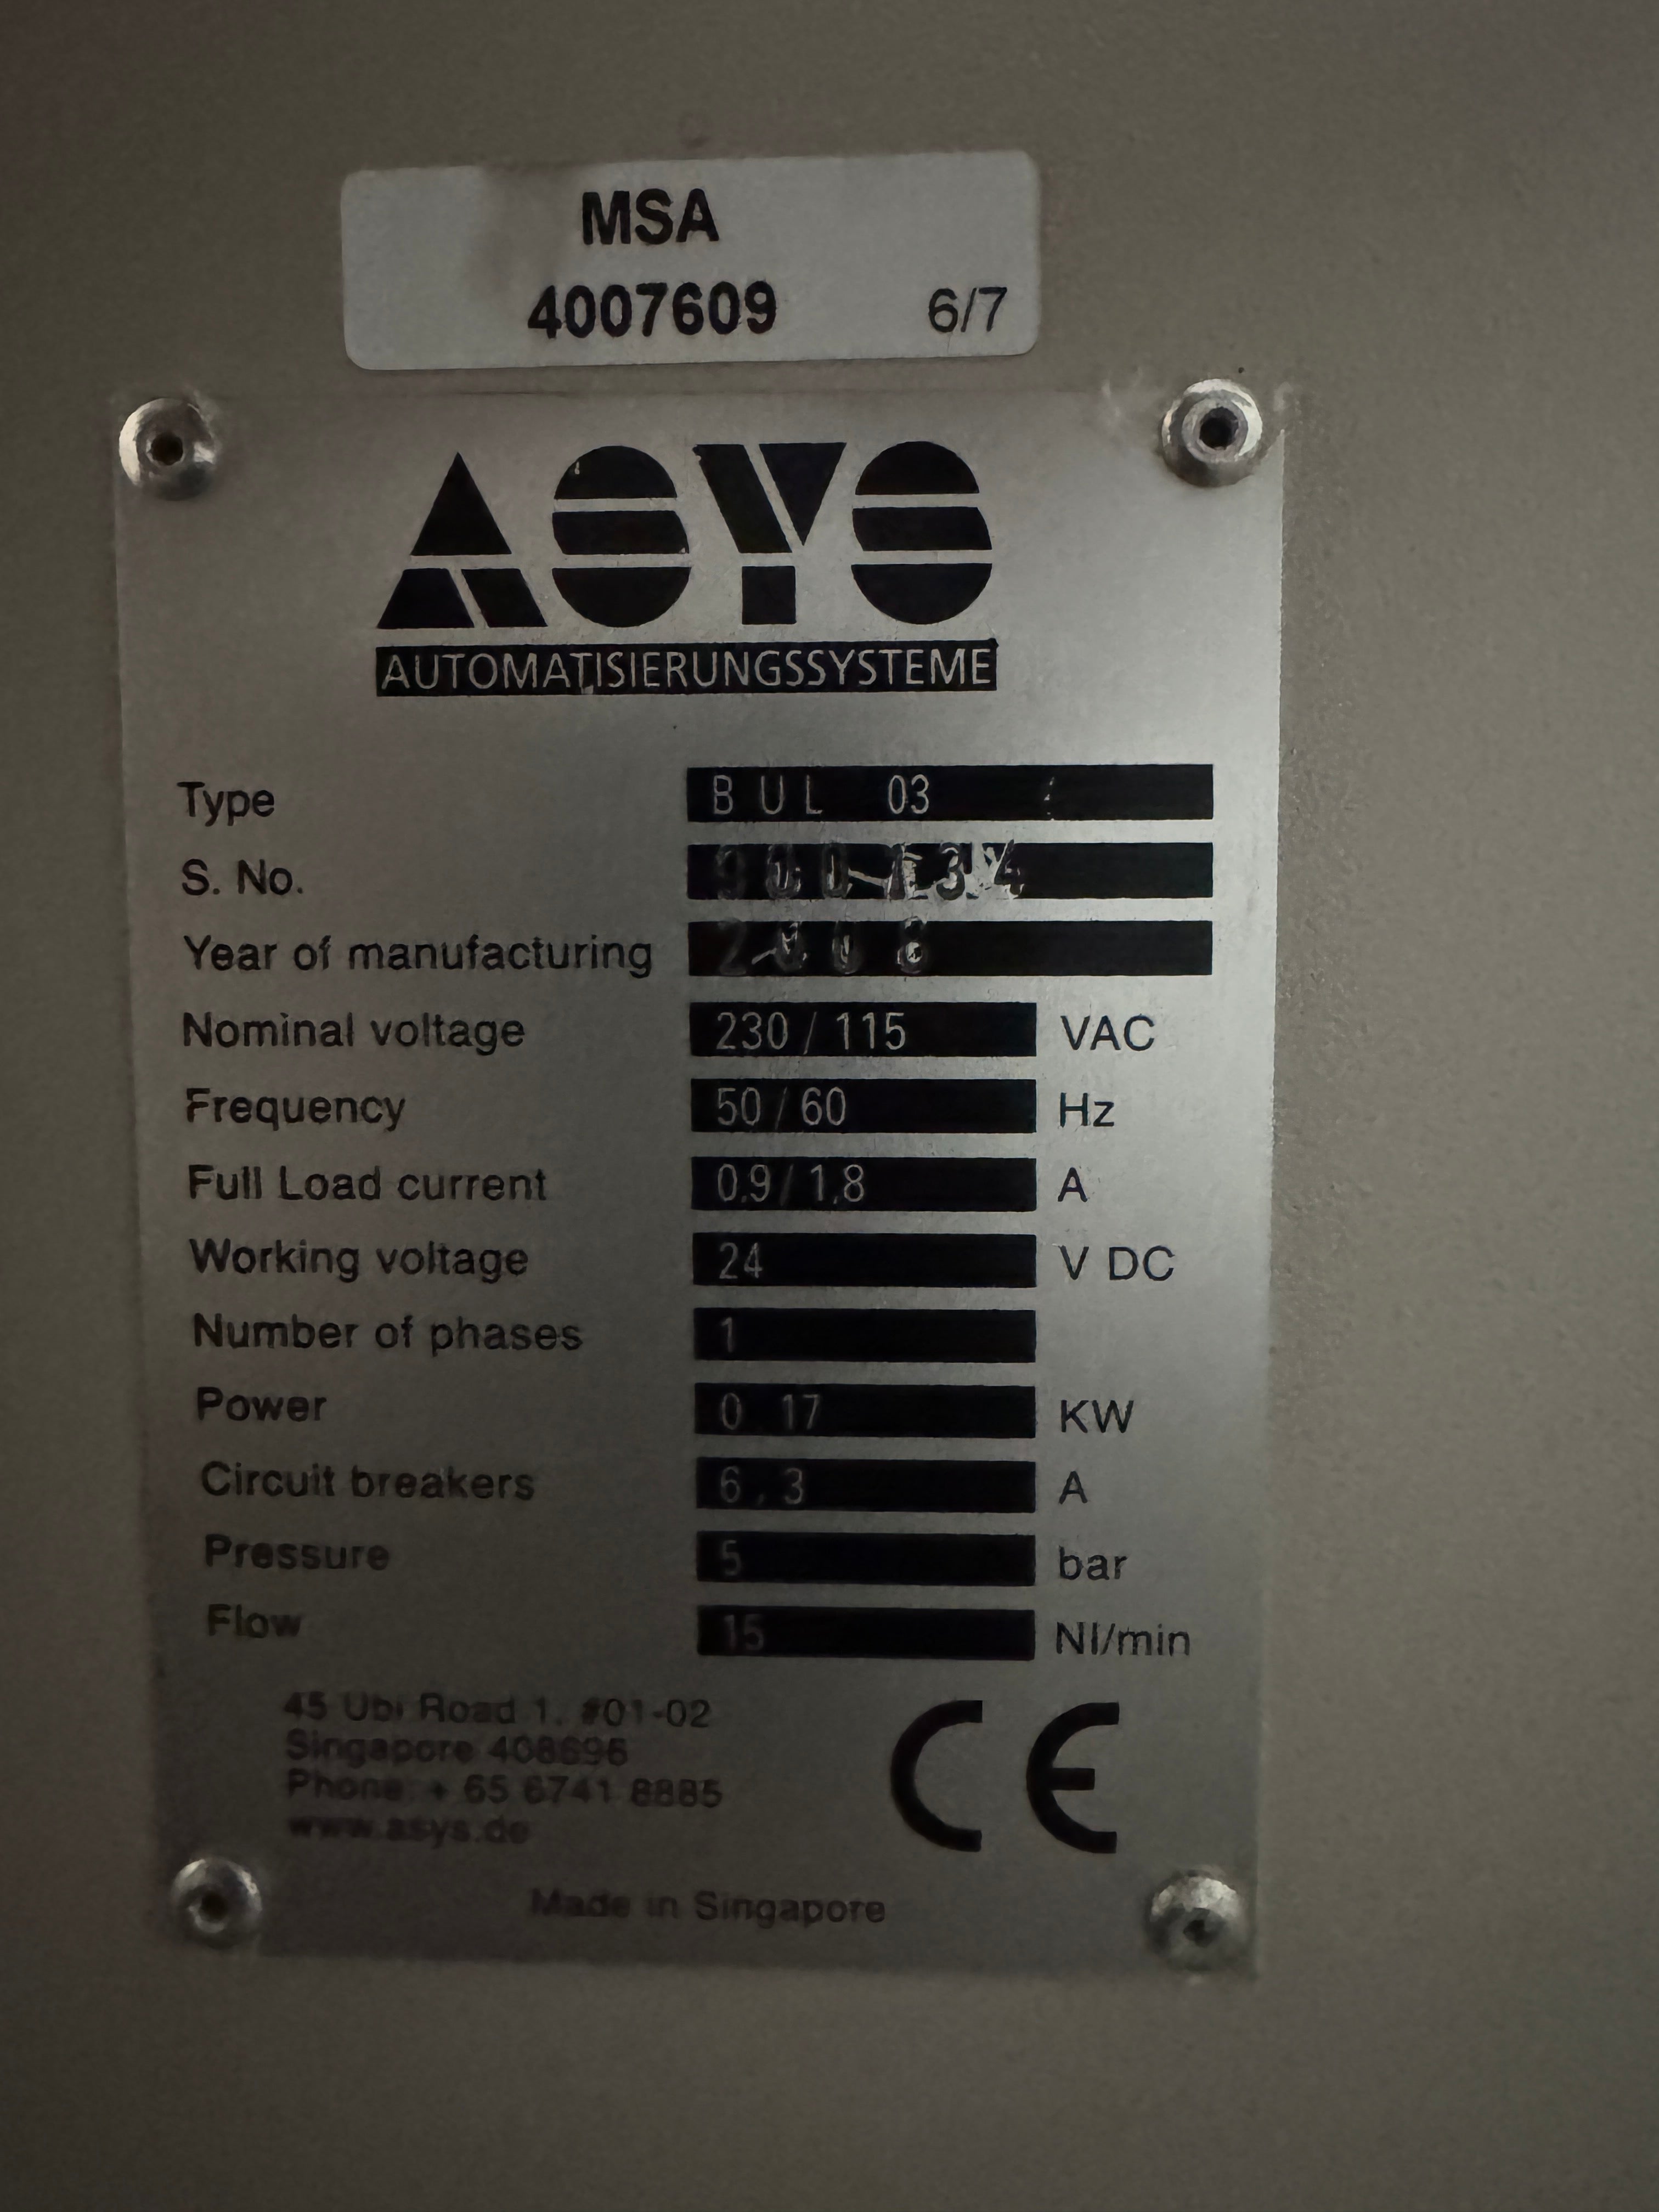 MSA
4007609 6/7
ASYS
AUTOMATISIERUNGSSYSTEME
Type BUL 03
S. No.
Year of manufacturing
Nominal voltage 230 / 115 VAC
Frequency 50 / 60 Hz
Full Load current 0.9 / 1.8 A
Working voltage 24 V DC
Number of phases 1
Power 0 17 KW
Circuit breakers 6.3 A
Pressure 5 bar
Flow 15 Nl/min
45 Ubi Road 1, #01-02
Singapore 408696
Phone: + 65 6741 8885
www.asys.de
CE
Made in Singapore